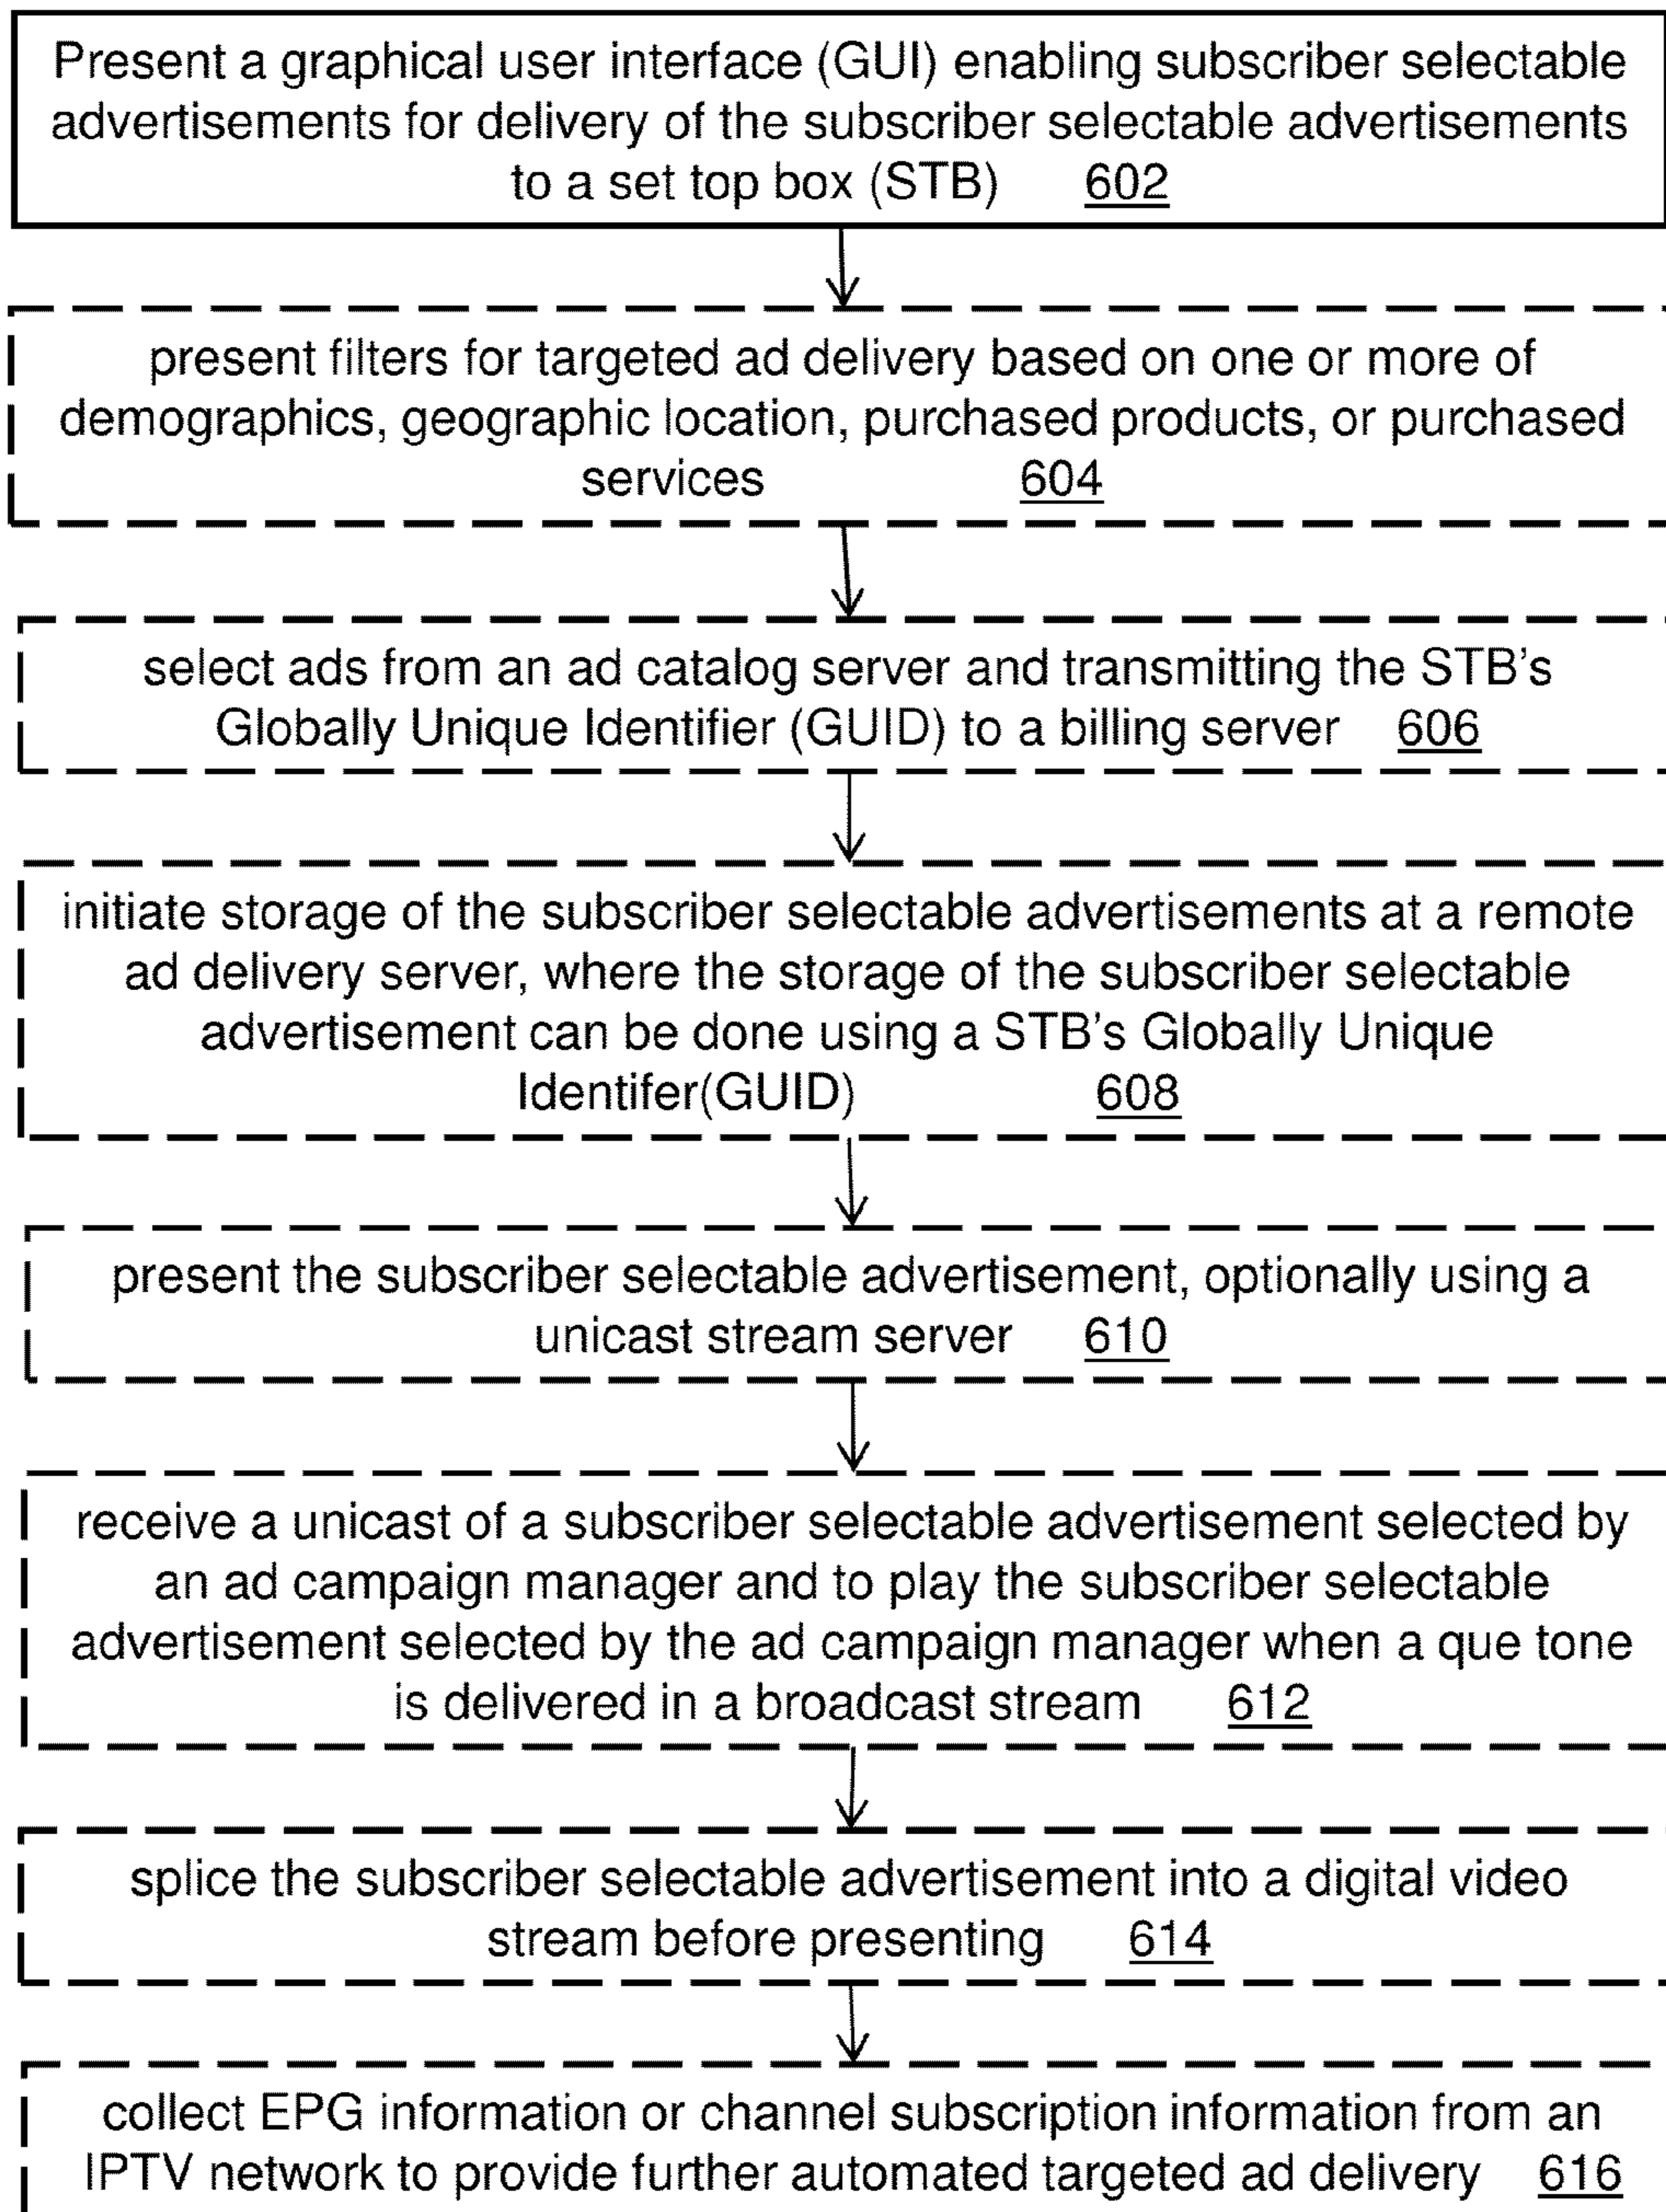 Present a graphical user interface (GUI) enabling subscriber selectable
advertisements for delivery of the subscriber selectable advertisements
to a set top box (STB) 602
present filters for targeted ad delivery based on one or more of
demographics, geographic location, purchased products, or purchased
services 604
select ads from an ad catalog server and transmitting the STB's
Globally Unique Identifier (GUID) to a billing server 606
initiate storage of the subscriber selectable advertisements at a remote
ad delivery server, where the storage of the subscriber selectable
advertisement can be done using a STB's Globally Unique
Identifer(GUID) 608
present the subscriber selectable advertisement, optionally using a
unicast stream server 610
receive a unicast of a subscriber selectable advertisement selected by
an ad campaign manager and to play the subscriber selectable
advertisement selected by the ad campaign manager when a que tone
is delivered in a broadcast stream 612
splice the subscriber selectable advertisement into a digital video
stream before presenting 614
collect EPG information or channel subscription information from an
IPTV network to provide further automated targeted ad delivery 616